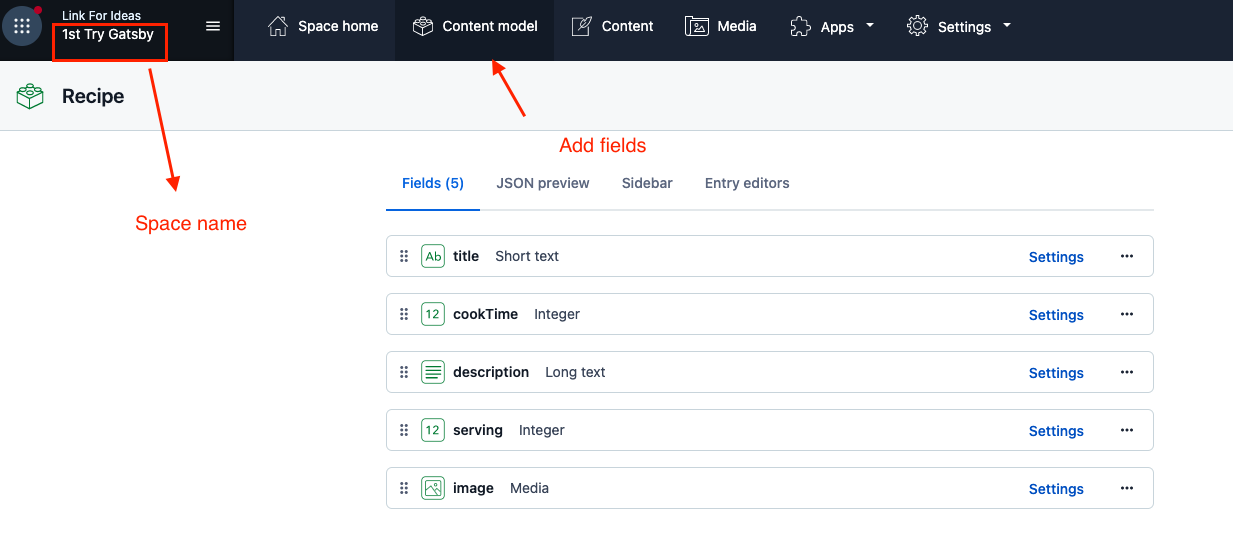 Link For Ideas
1st Try Gatsby
Space home
Content model
Content
Media
Apps
Settings
Recipe
Add fields
Space name
Fields (5)
JSON preview
Sidebar
Entry editors
Ab title Short text Settings
12 cookTime Integer Settings
description Long text Settings
12 serving Integer Settings
image Media Settings